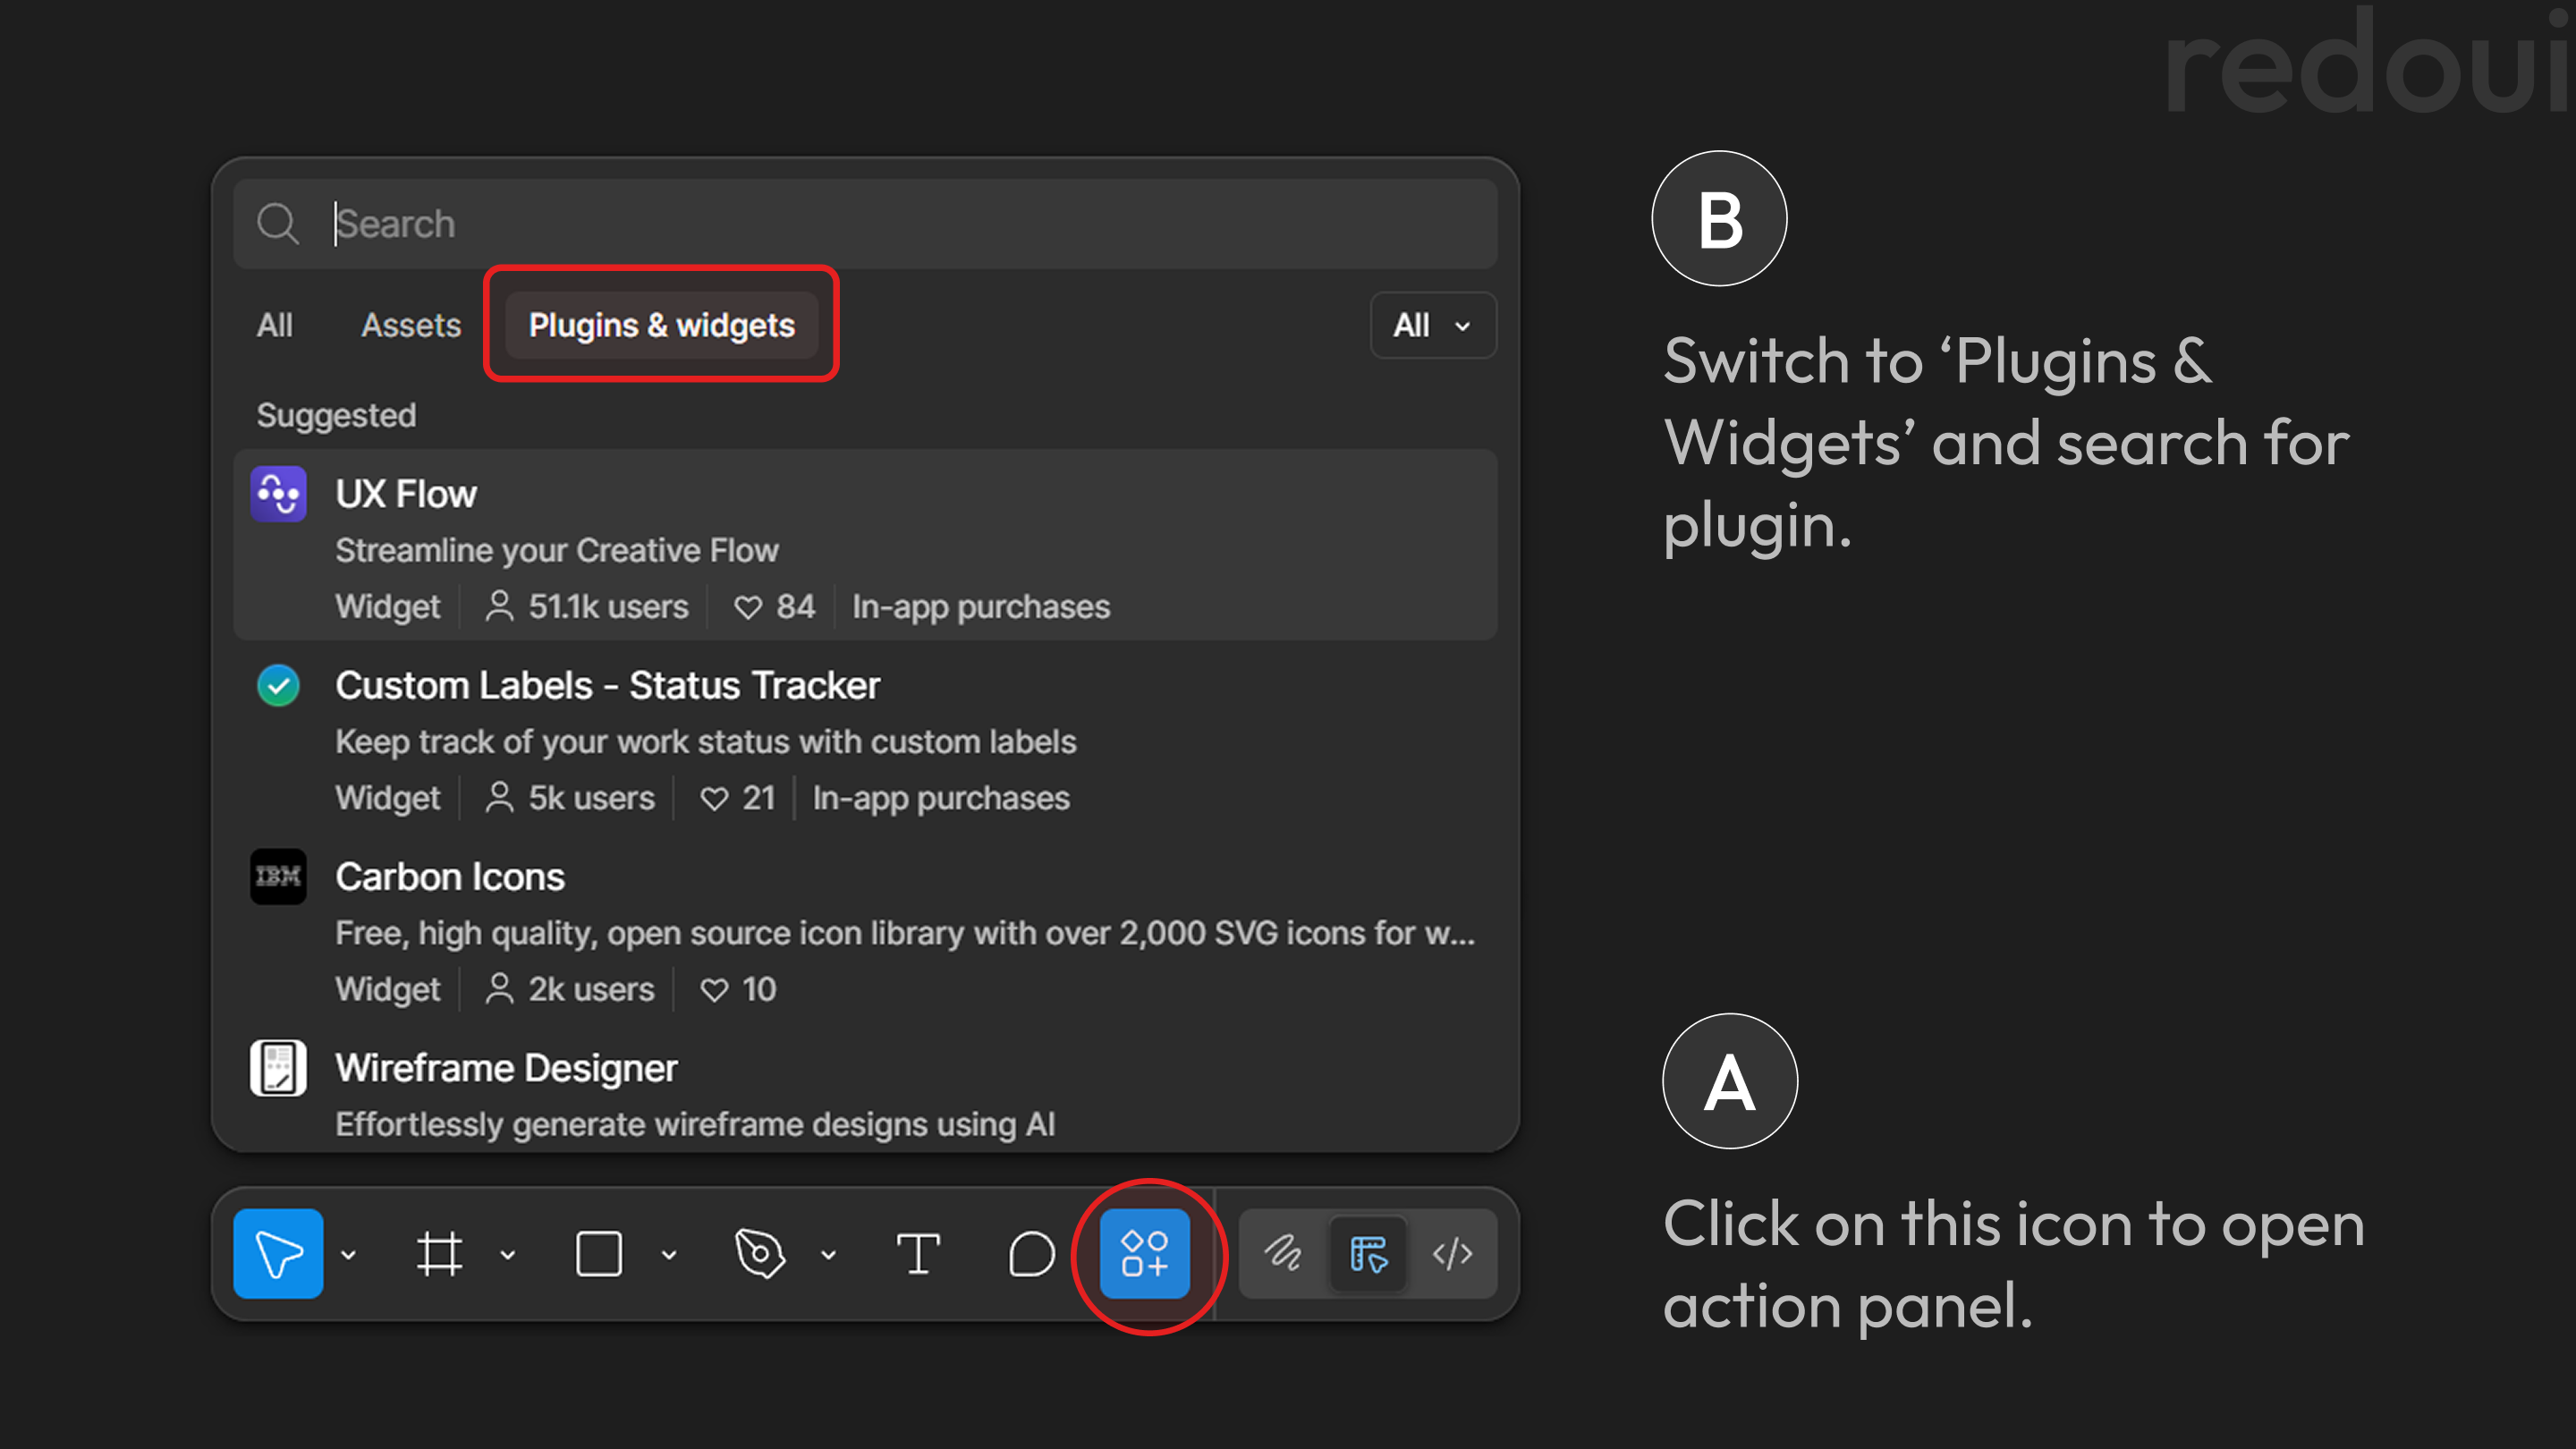 redoui
Search
All
Assets
Plugins & widgets
All
Suggested
UX Flow
Streamline your Creative Flow
Widget
51.1k users
84
In-app purchases
Custom Labels - Status Tracker
Keep track of your work status with custom labels
Widget
5k users
21
In-app purchases
IBM
Carbon Icons
Free, high quality, open source icon library with over 2,000 SVG icons for w...
Widget
2k users
10
Wireframe Designer
Effortlessly generate wireframe designs using AI
B
Switch to ‘Plugins &
Widgets’ and search for
plugin.
A
Click on this icon to open
action panel.